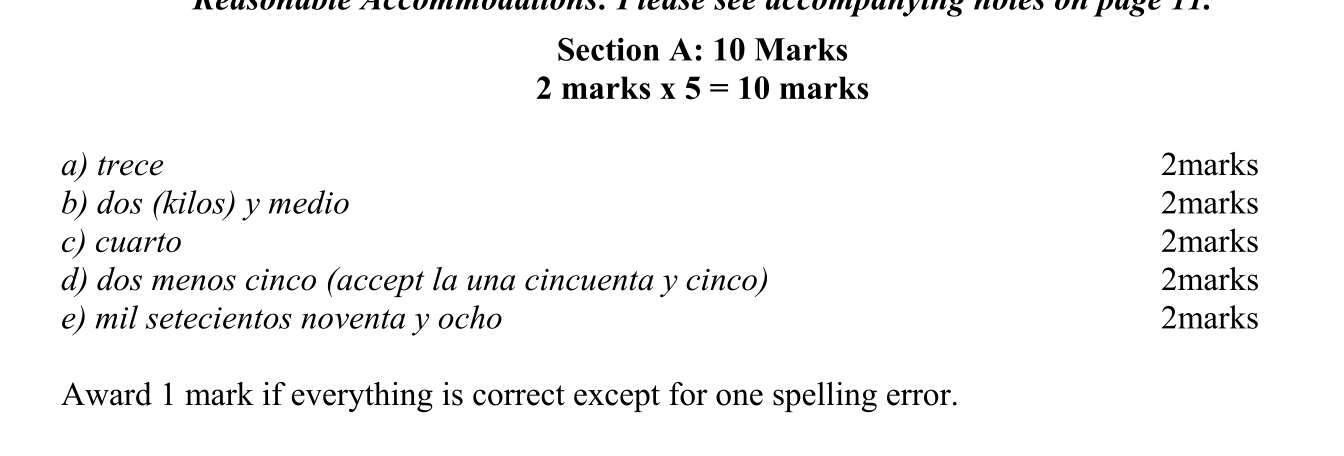 Reasonable Accommodations. Please see accompanying notes on page 11.
Section A: 10 Marks
2 marks x 5 = 10 marks
a) trece 2marks
b) dos (kilos) y medio 2marks
c) cuarto 2marks
d) dos menos cinco (accept la una cincuenta y cinco) 2marks
e) mil setecientos noventa y ocho 2marks
Award 1 mark if everything is correct except for one spelling error.